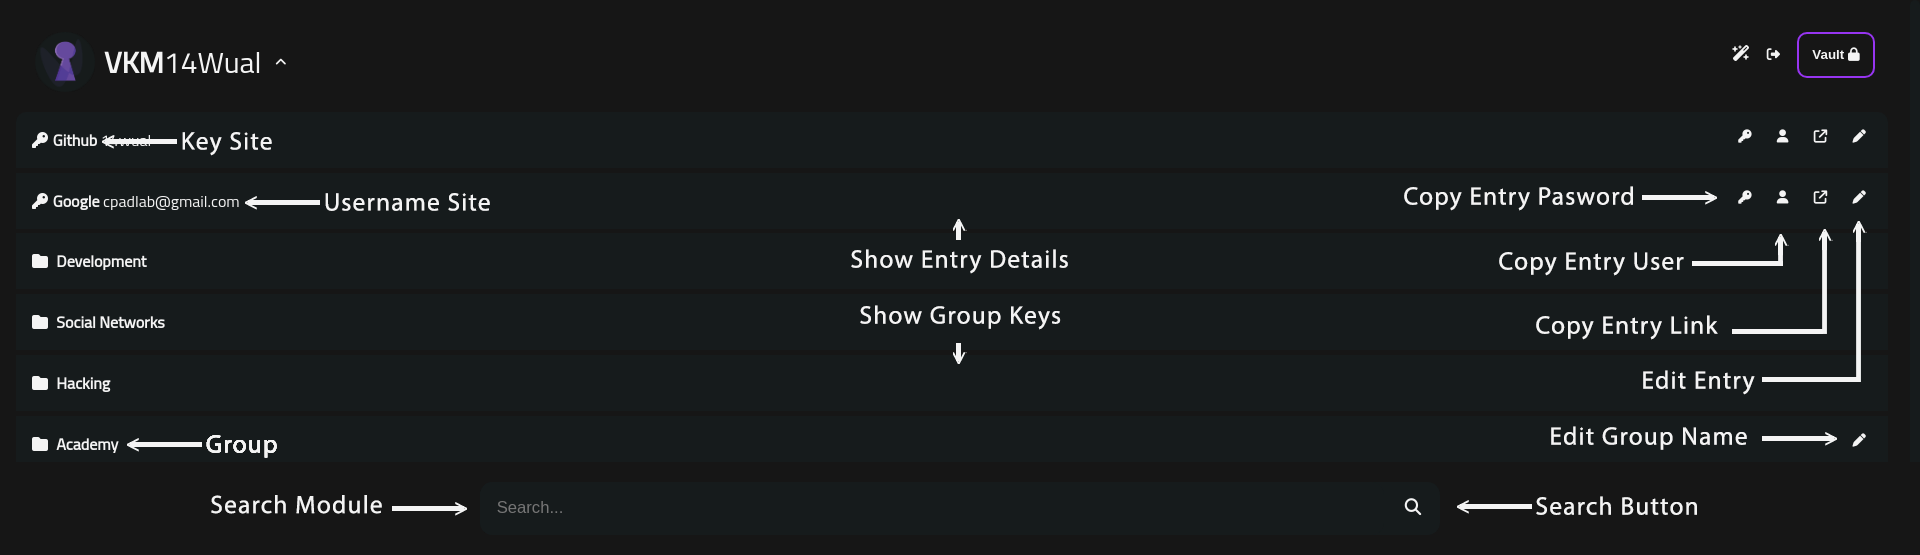 VKM14Wual
Vault
Github 14wual Key Site
Google cpadlab@gmail.com Username Site Copy Entry Pasword
Development Show Entry Details Copy Entry User
Social Networks Show Group Keys Copy Entry Link
Hacking Edit Entry
Academy Group Edit Group Name
Search Module Search... Search Button